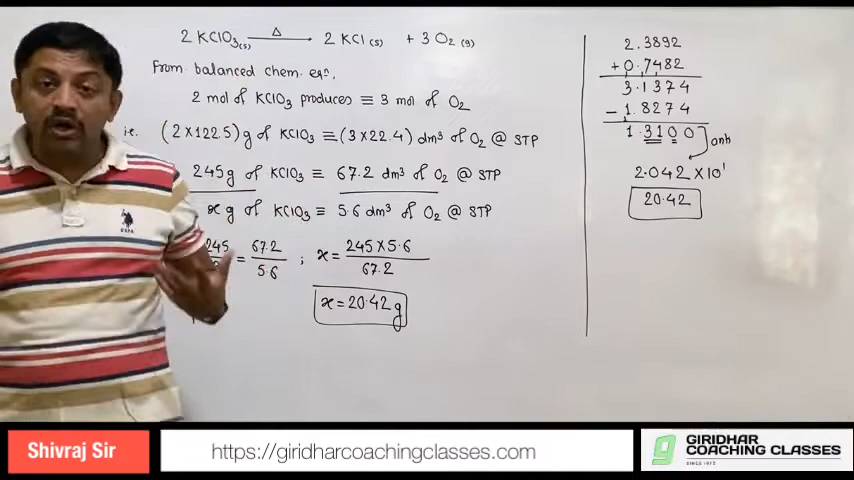 2 KClO₃(s) —Δ→ 2 KCl (s) + 3 O₂ (g)
From balanced chem. eqⁿ,
2 mol of KClO₃ produces ≡ 3 mol of O₂
i.e. (2×122.5)g of KClO₃ ≡ (3×22.4) dm³ of O₂ @ STP
245g of KClO₃ ≡ 67.2 dm³ of O₂ @ STP
x g of KClO₃ ≡ 5.6 dm³ of O₂ @ STP
245 = 67.2 / 5.6 ; x = 245×5.6 / 67.2
x = 20.42 g
2.3892
+ 0.7482
3.1374
- 1.8274
1.3100
2.042 × 10¹
20.42
U.S.P.A.
Shivraj Sir
https://giridharcoachingclasses.com
GIRIDHAR
COACHING CLASSES
SINCE 1972